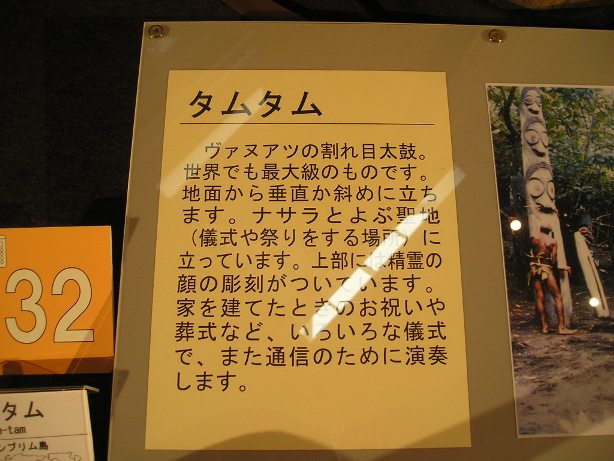 タムタム
ヴァヌアツの割れ目太鼓。
世界でも最大級のものです。
地面から垂直か斜めに立ち
ます。ナサラとよぶ聖地
（儀式や祭りをする場所）に
立っています。上部には精霊の
顔の彫刻がついています。
家を建てたときのお祝いや
葬式など、いろいろな儀式
で、また通信のために演奏
します。
32
タム
-tam
ンブリム島